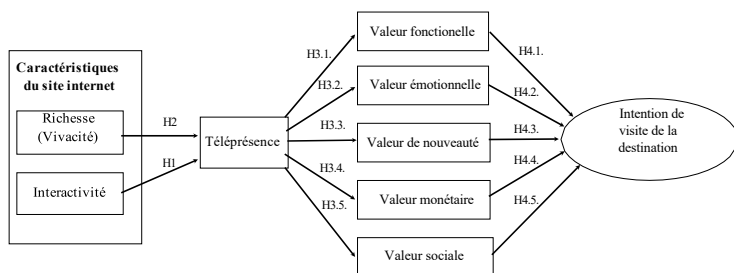 Caractéristiques
du site internet
Richesse
(Vivacité)
Interactivité
H2
H1
Téléprésence
H3.1.
H3.2.
H3.3.
H3.4.
H3.5.
Valeur fonctionelle
Valeur émotionnelle
Valeur de nouveauté
Valeur monétaire
Valeur sociale
H4.1.
H4.2.
H4.3.
H4.4.
H4.5.
Intention de
visite de la
destination